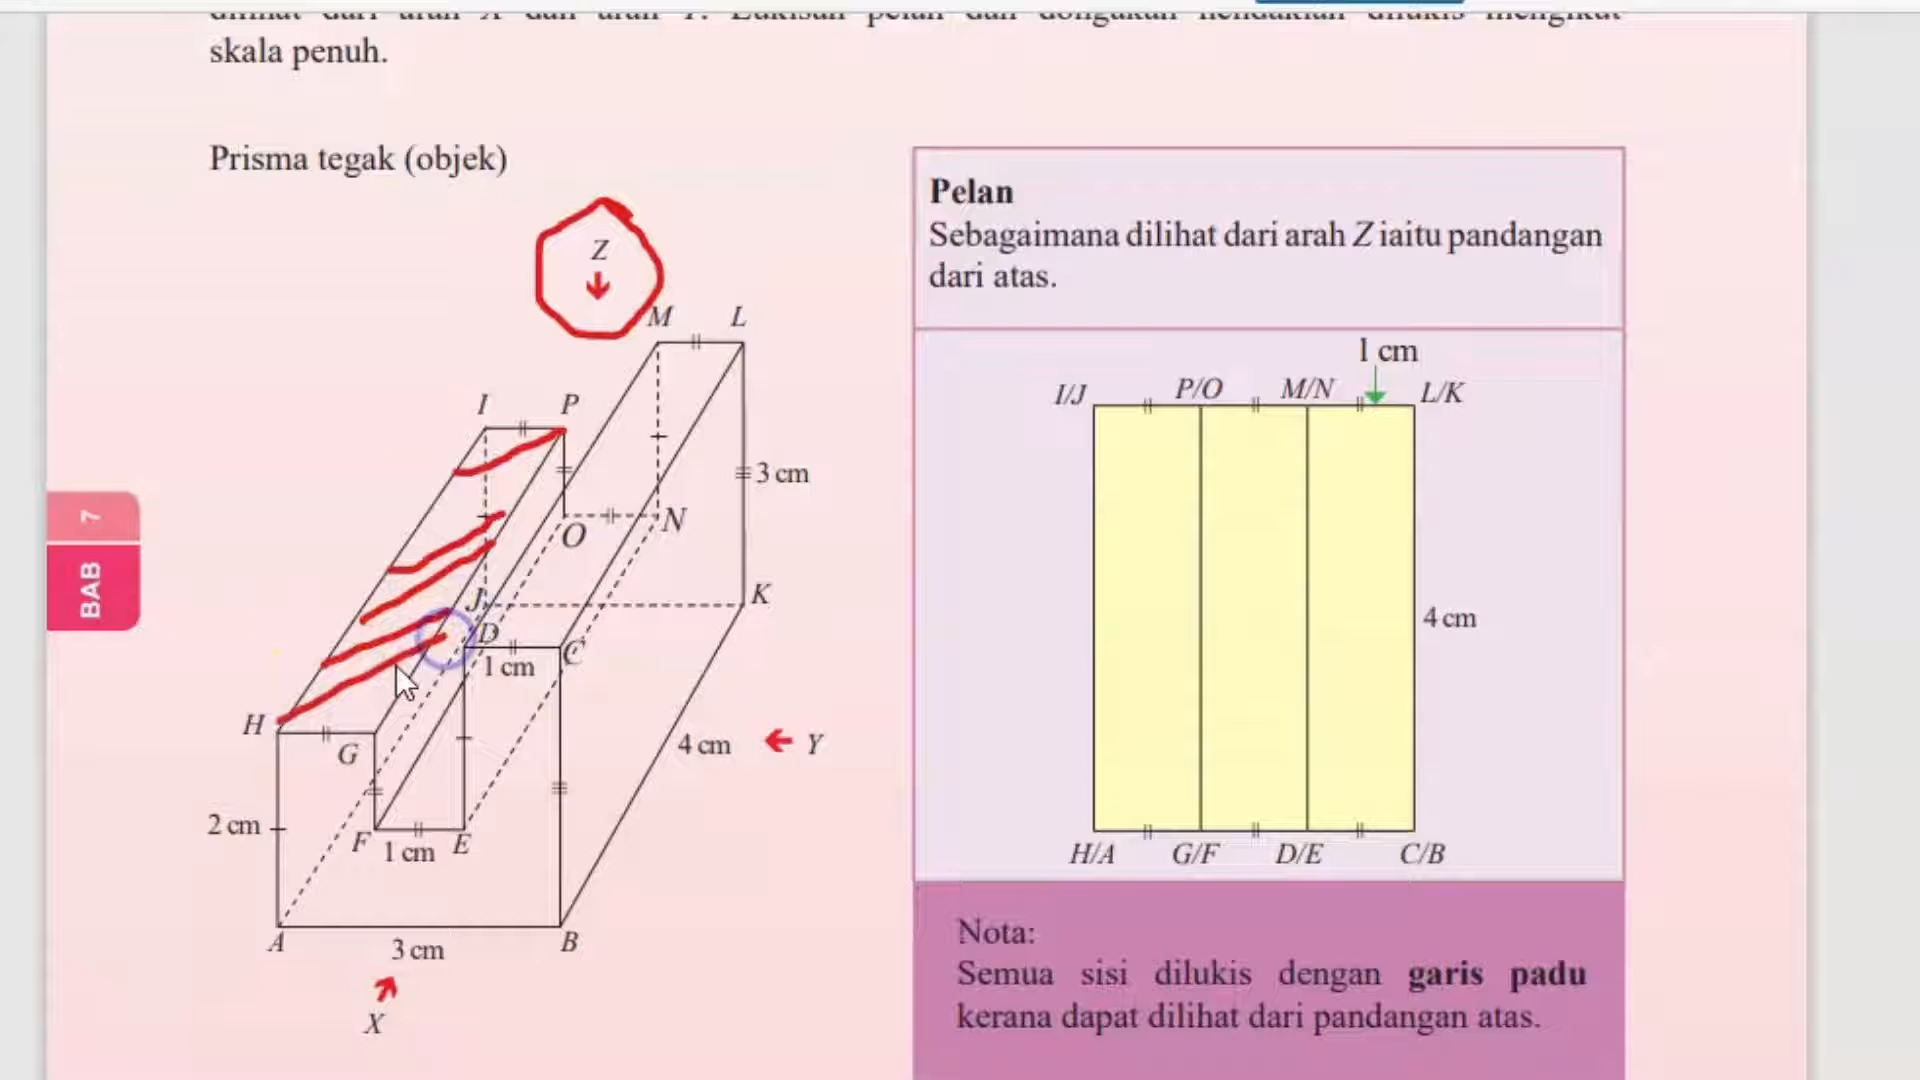 skala penuh.
Prisma tegak (objek)
Z
M L
I P
3 cm
O N
J K
D C
1 cm
H
G
4 cm Y
2 cm
F 1 cm E
A B
3 cm
X
7
BAB
Pelan
Sebagaimana dilihat dari arah Z iaitu pandangan
dari atas.
1 cm
I/J P/O M/N L/K
4 cm
H/A G/F D/E C/B
Nota:
Semua sisi dilukis dengan garis padu
kerana dapat dilihat dari pandangan atas.